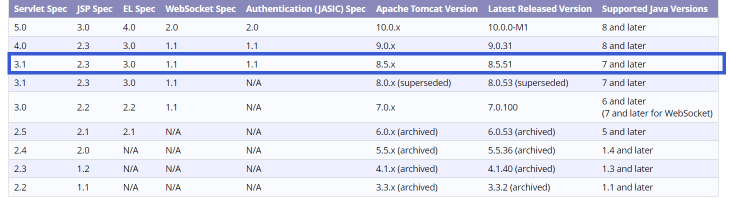 Servlet Spec JSP Spec EL Spec WebSocket Spec Authentication (JASIC) Spec Apache Tomcat Version Latest Released Version Supported Java Versions
5.0 3.0 4.0 2.0 2.0 10.0.x 10.0.0-M1 8 and later
4.0 2.3 3.0 1.1 1.1 9.0.x 9.0.31 8 and later
3.1 2.3 3.0 1.1 1.1 8.5.x 8.5.51 7 and later
3.1 2.3 3.0 1.1 N/A 8.0.x (superseded) 8.0.53 (superseded) 7 and later
3.0 2.2 2.2 1.1 N/A 7.0.x 7.0.100 6 and later
(7 and later for WebSocket)
2.5 2.1 2.1 N/A N/A 6.0.x (archived) 6.0.53 (archived) 5 and later
2.4 2.0 N/A N/A N/A 5.5.x (archived) 5.5.36 (archived) 1.4 and later
2.3 1.2 N/A N/A N/A 4.1.x (archived) 4.1.40 (archived) 1.3 and later
2.2 1.1 N/A N/A N/A 3.3.x (archived) 3.3.2 (archived) 1.1 and later